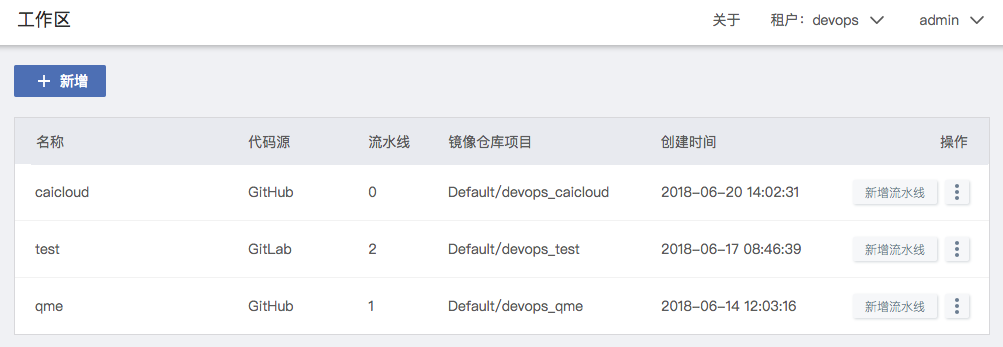 工作区 关于 租户：devops admin
新增
名称 代码源 流水线 镜像仓库项目 创建时间 操作
caicloud GitHub 0 Default/devops_caicloud 2018-06-20 14:02:31 新增流水线
test GitLab 2 Default/devops_test 2018-06-17 08:46:39 新增流水线
qme GitHub 1 Default/devops_qme 2018-06-14 12:03:16 新增流水线